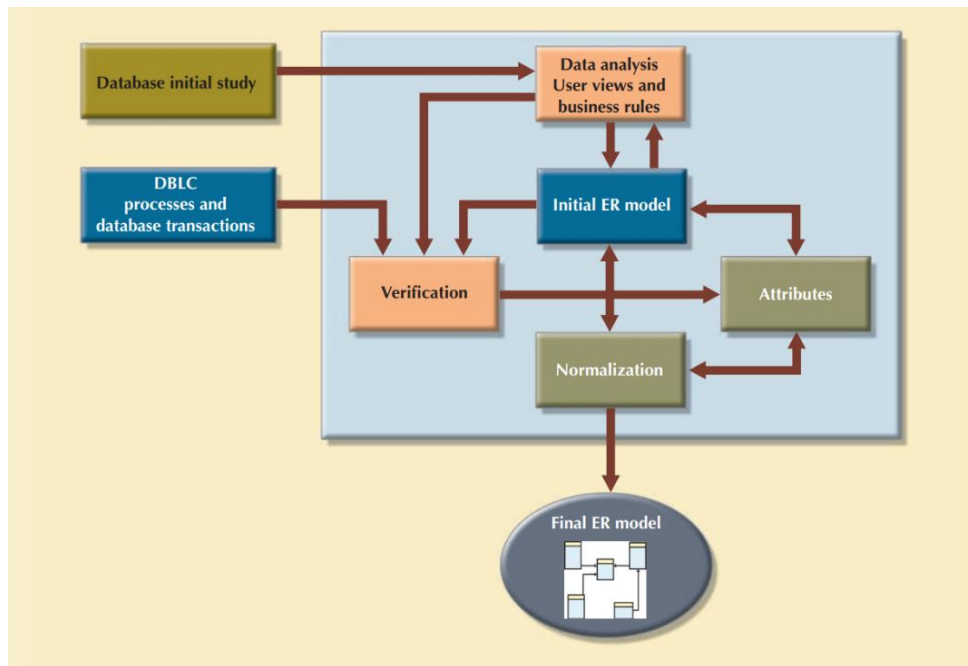 Database initial study
Data analysis
User views and
business rules
DBLC
processes and
database transactions
Initial ER model
Verification
Attributes
Normalization
Final ER model